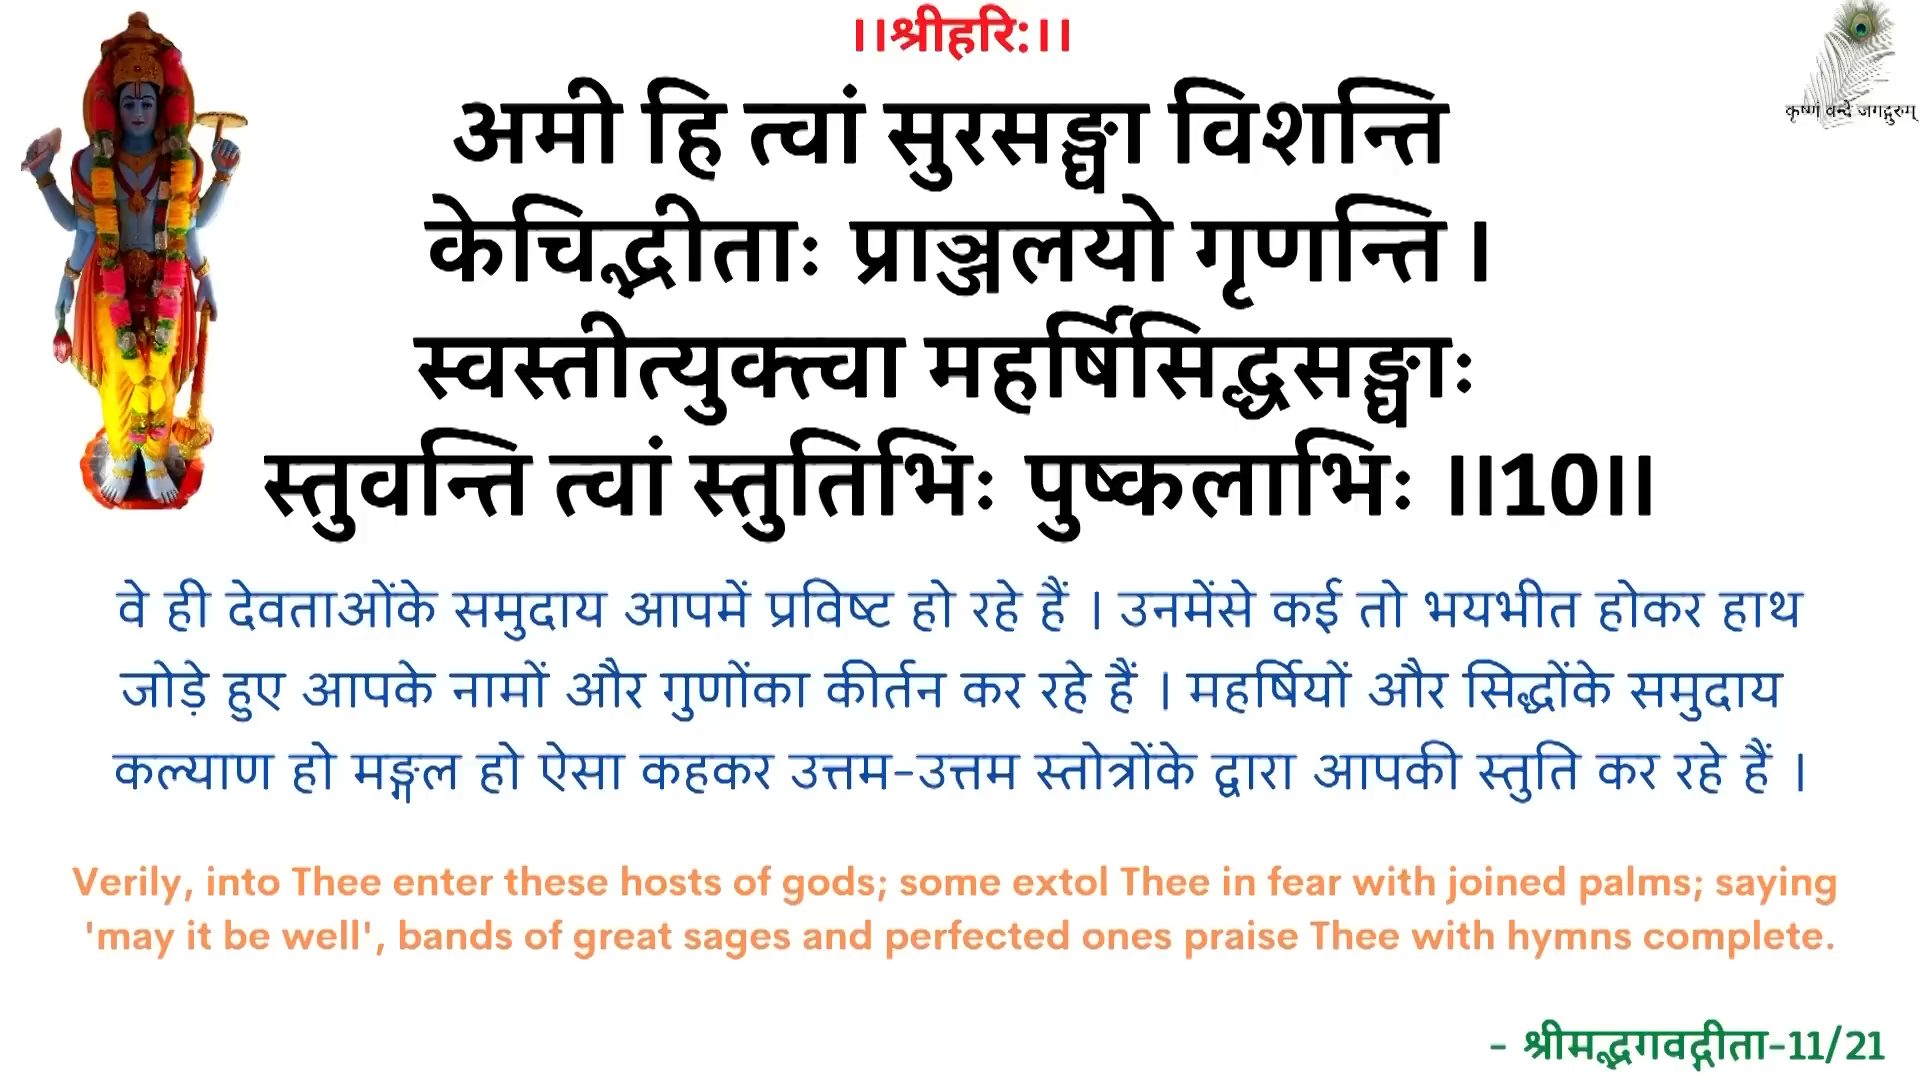 ।।श्रीहरि:।।
कृष्णं वन्दे जगद्गुरुम्
अमी हि त्वां सुरसङ्घा विशन्ति
केचिद्भीताः प्राञ्जलयो गृणन्ति ।
स्वस्तीत्युक्त्वा महर्षिसिद्धसङ्घाः
स्तुवन्ति त्वां स्तुतिभिः पुष्कलाभिः ।।10।।
वे ही देवताओंके समुदाय आपमें प्रविष्ट हो रहे हैं । उनमेंसे कई तो भयभीत होकर हाथ
जोड़े हुए आपके नामों और गुणोंका कीर्तन कर रहे हैं । महर्षियों और सिद्धोंके समुदाय
कल्याण हो मङ्गल हो ऐसा कहकर उत्तम-उत्तम स्तोत्रोंके द्वारा आपकी स्तुति कर रहे हैं ।
Verily, into Thee enter these hosts of gods; some extol Thee in fear with joined palms; saying
'may it be well', bands of great sages and perfected ones praise Thee with hymns complete.
- श्रीमद्भगवद्गीता-11/21